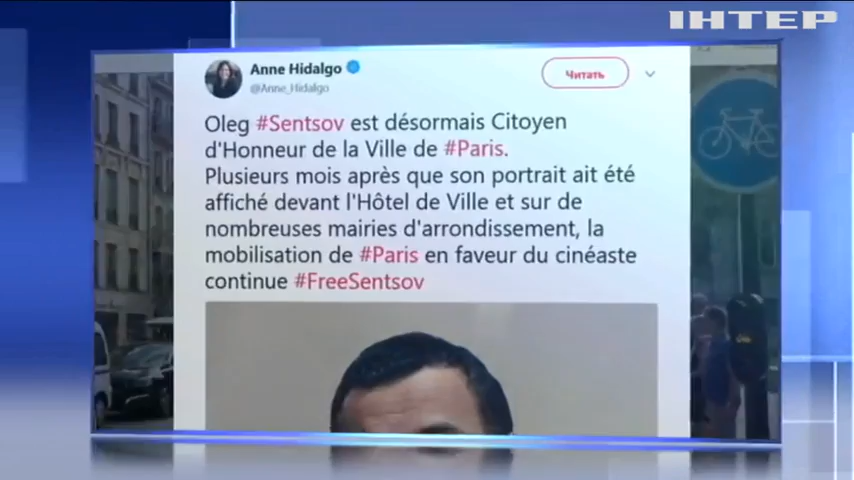 ІНТЕР
Anne Hidalgo
@Anne_Hidalgo
Читать
Oleg #Sentsov est désormais Citoyen
d'Honneur de la Ville de #Paris.
Plusieurs mois après que son portrait ait été
affiché devant l'Hôtel de Ville et sur de
nombreuses mairies d'arrondissement, la
mobilisation de #Paris en faveur du cinéaste
continue #FreeSentsov